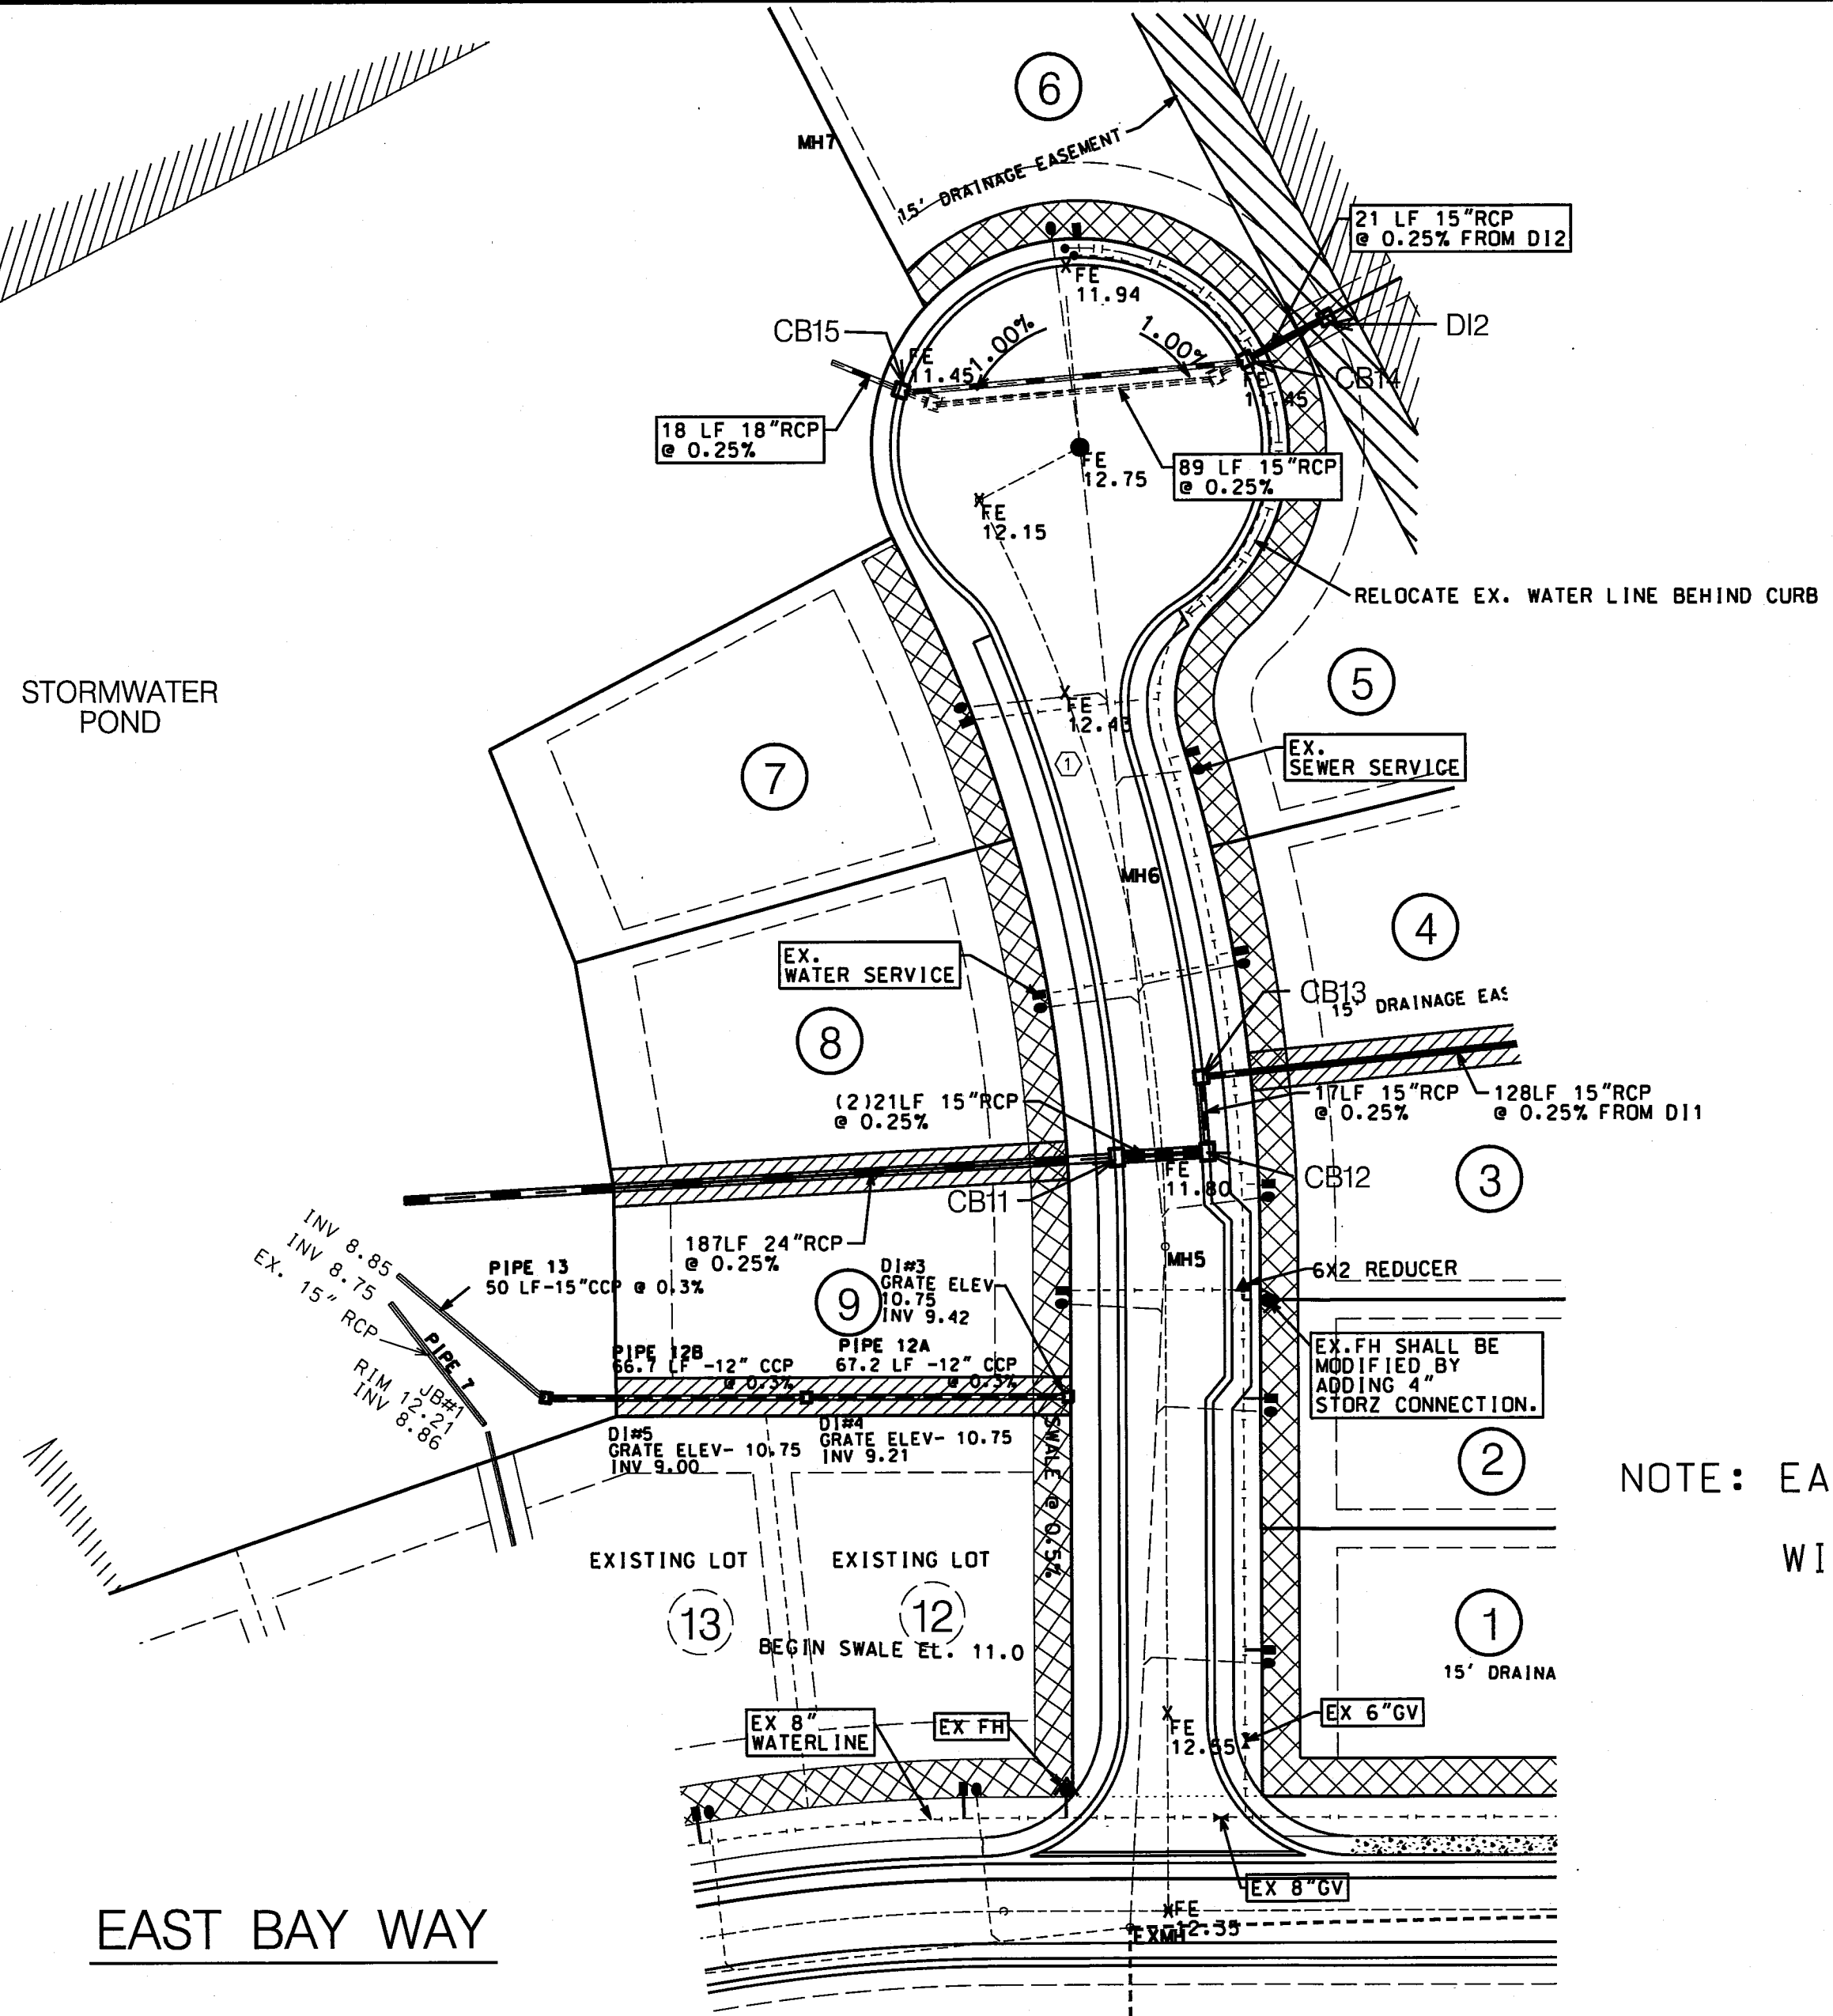 6
MH7
15' DRAINAGE EASEMENT
21 LF 15"RCP
@ 0.25% FROM DI2
FE
11.94
CB15
DI2
1.00%
1.00%
FE
11.45
CB14
FE
11.45
18 LF 18"RCP
@ 0.25%
FE
12.75
89 LF 15"RCP
@ 0.25%
FE
12.15
RELOCATE EX. WATER LINE BEHIND CURB
STORMWATER
POND
5
FE
12.43
1
EX.
SEWER SERVICE
7
MH6
4
EX.
WATER SERVICE
CB13
15' DRAINAGE EAS
8
(2)21LF 15"RCP
@ 0.25%
17LF 15"RCP
@ 0.25%
128LF 15"RCP
@ 0.25% FROM DI1
FE
11.80
CB12
CB11
3
INV 8.85
INV 8.75
EX. 15" RCP
187LF 24"RCP
@ 0.25%
MH5
PIPE 13
50 LF-15"CCP @ 0.3%
6X2 REDUCER
9
DI#3
GRATE ELEV
10.75
INV 9.42
PIPE 7
PIPE 12B
66.7 LF -12" CCP
@ 0.3%
PIPE 12A
67.2 LF -12" CCP
@ 0.3%
EX.FH SHALL BE
MODIFIED BY
ADDING 4"
STORZ CONNECTION.
JB#1
RIM 12.21
INV 8.86
DI#5
GRATE ELEV- 10.75
INV 9.00
DI#4
GRATE ELEV- 10.75
INV 9.21
SWALE @ 0.5%
2
NOTE: EA
WI
EXISTING LOT
EXISTING LOT
13
12
1
BEGIN SWALE EL. 11.0
15' DRAINA
EX 8"
WATERLINE
EX FH
FE
12.55
EX 6"GV
EX 8"GV
FE
12.35
EXMH
EAST BAY WAY